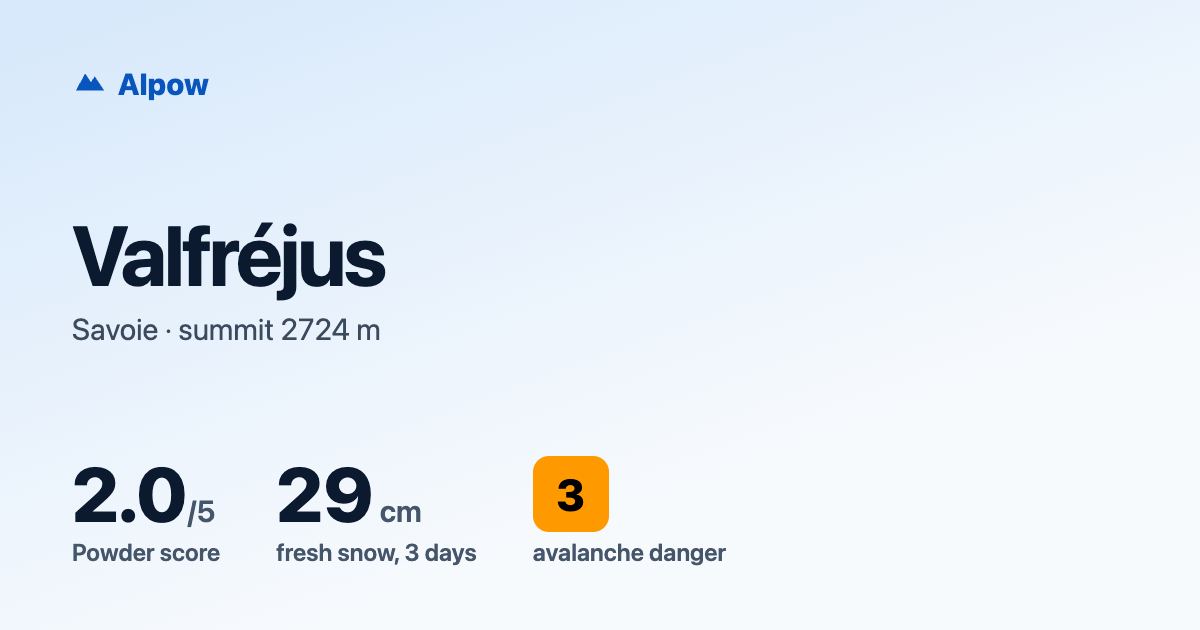 Alpow
Valfréjus
Savoie · summit 2724 m
2.0/5
Powder score
29 cm
fresh snow, 3 days
3
avalanche danger